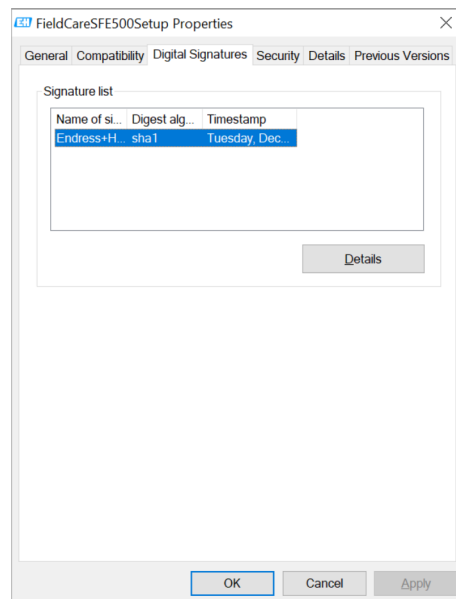 EH FieldCareSFE500Setup Properties
General Compatibility Digital Signatures Security Details Previous Versions
Signature list
Name of si... Digest alg... Timestamp
Endress+H... sha1 Tuesday, Dec...
Details
OK Cancel Apply